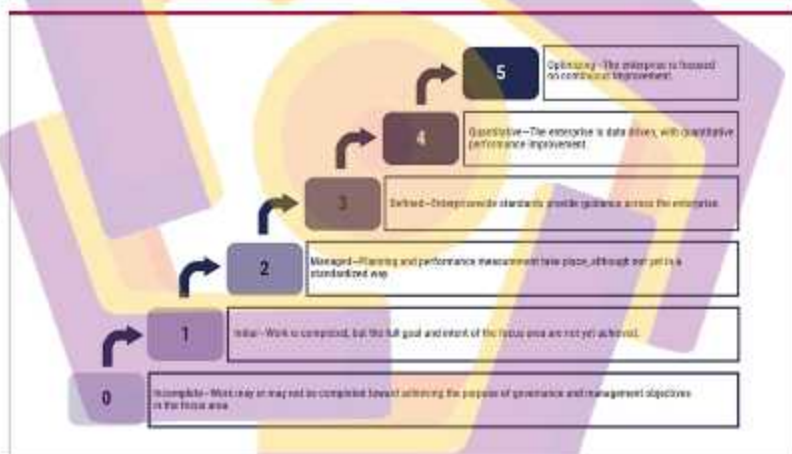 5
Optimizing—The enterprise is focused
on continuous improvement.
4
Quantitative—The enterprise is data driven, with quantitative
performance improvement.
3
Defined—Enterprisewide standards provide guidance across the enterprise.
2
Managed—Planning and performance measurement take place, although not yet in a
standardized way.
1
Initial—Work is completed, but the full goal and intent of the focus area are not yet achieved.
0
Incomplete—Work may or may not be completed toward achieving the purpose of governance and management objectives
in the focus area.